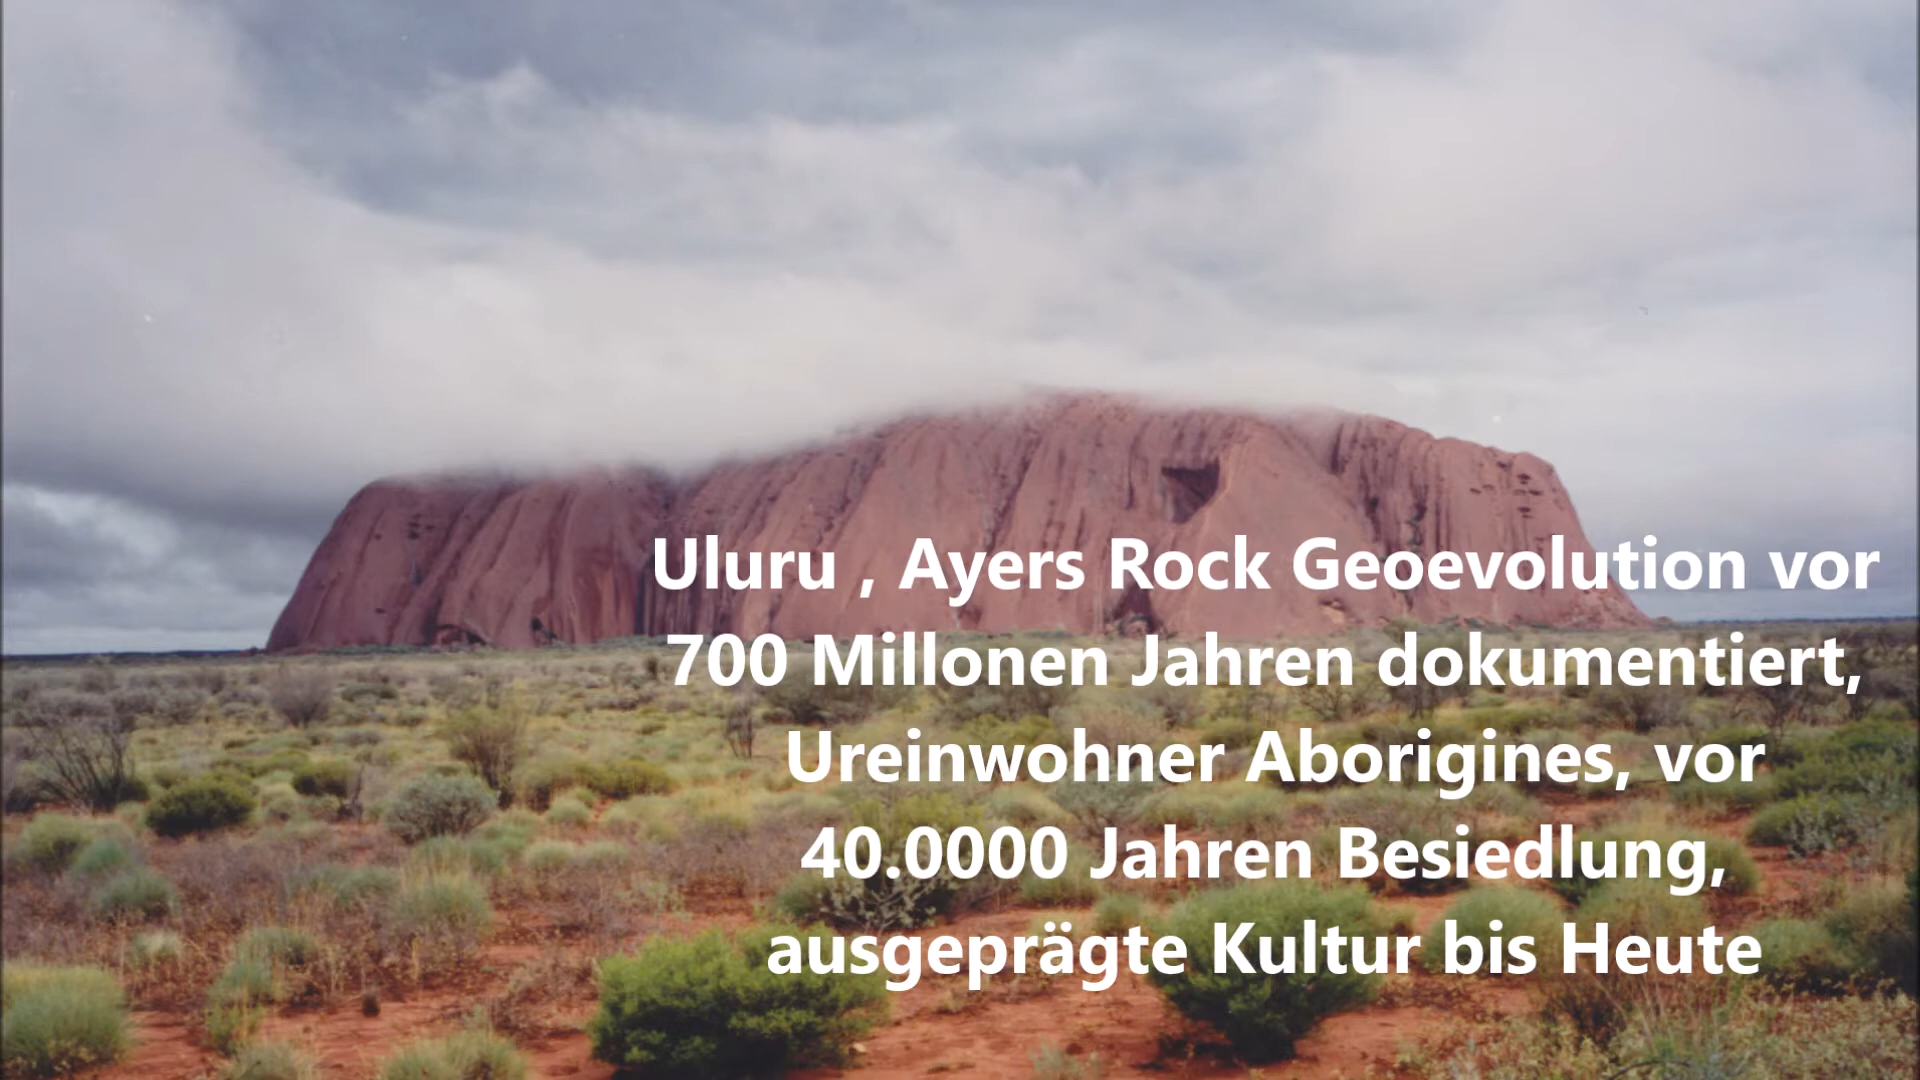 Uluru , Ayers Rock Geoevolution vor
700 Millonen Jahren dokumentiert,
Ureinwohner Aborigines, vor
40.0000 Jahren Besiedlung,
ausgeprägte Kultur bis Heute